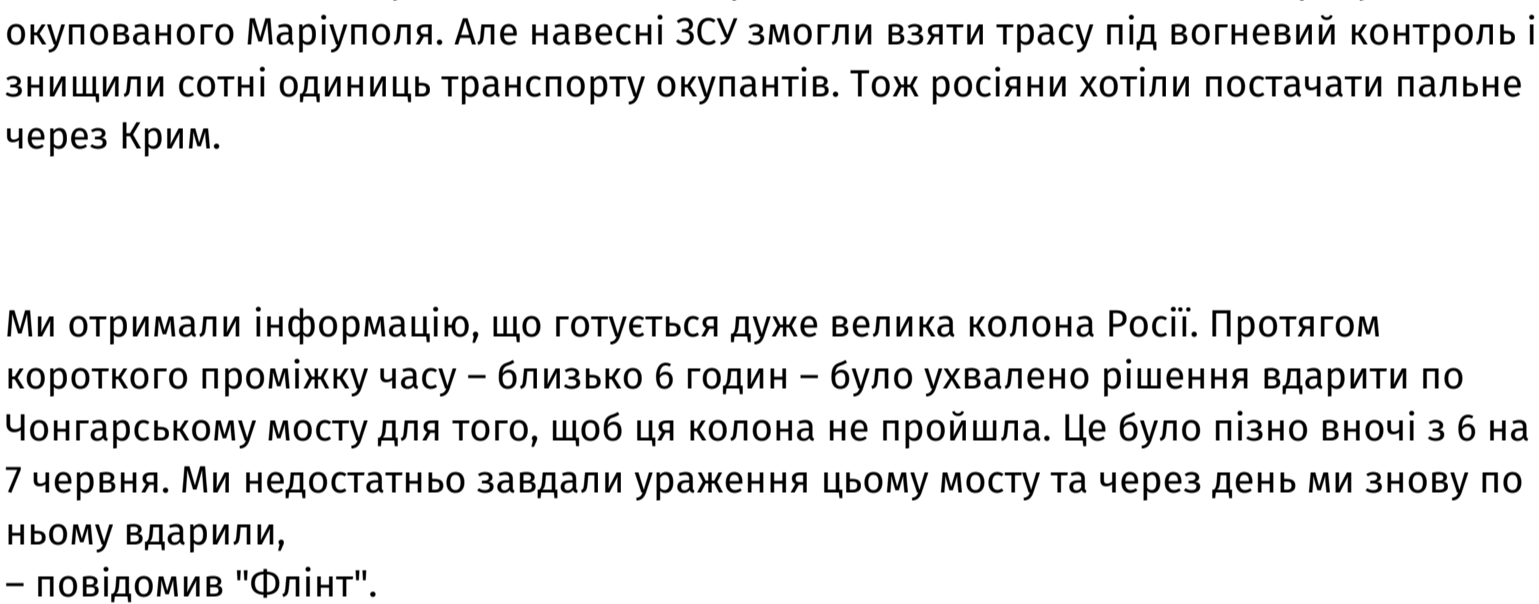 окупованого Маріуполя. Але навесні ЗСУ змогли взяти трасу під вогневий контроль і
знищили сотні одиниць транспорту окупантів. Тож росіяни хотіли постачати пальне
через Крим.
Ми отримали інформацію, що готується дуже велика колона Росії. Протягом
короткого проміжку часу – близько 6 годин – було ухвалено рішення вдарити по
Чонгарському мосту для того, щоб ця колона не пройшла. Це було пізно вночі з 6 на
7 червня. Ми недостатньо завдали ураження цьому мосту та через день ми знову по
ньому вдарили,
– повідомив "Флінт".